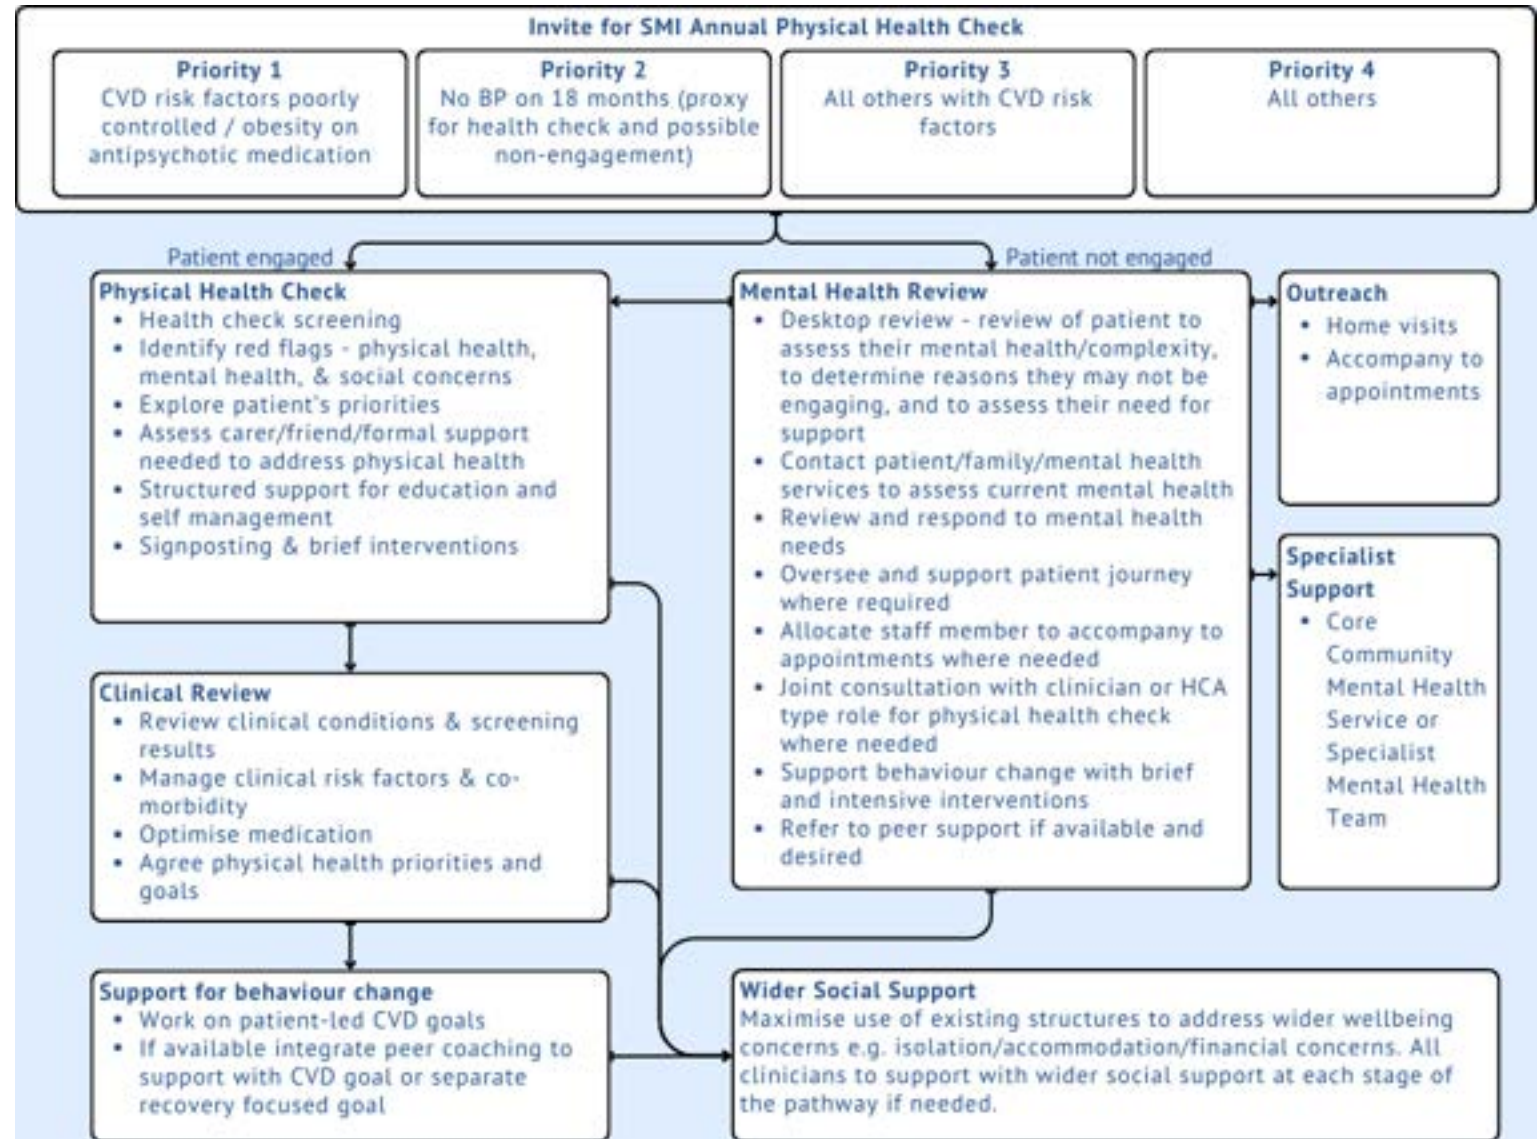 Invite for SMI Annual Physical Health Check
Priority 1
CVD risk factors poorly
controlled / obesity on
antipsychotic medication
Priority 2
No BP on 18 months (proxy
for health check and possible
non-engagement)
Priority 3
All others with CVD risk
factors
Priority 4
All others
Patient engaged
Patient not engaged
Physical Health Check
• Health check screening
• Identify red flags - physical health,
mental health, & social concerns
• Explore patient's priorities
• Assess carer/friend/formal support
needed to address physical health
• Structured support for education and
self management
• Signposting & brief interventions
Mental Health Review
• Desktop review - review of patient to
assess their mental health/complexity,
to determine reasons they may not be
engaging, and to assess their need for
support
• Contact patient/family/mental health
services to assess current mental health
• Review and respond to mental health
needs
• Oversee and support patient journey
where required
• Allocate staff member to accompany to
appointments where needed
• Joint consultation with clinician or HCA
type role for physical health check
where needed
• Support behaviour change with brief
and intensive interventions
• Refer to peer support if available and
desired
Outreach
• Home visits
• Accompany to
appointments
Specialist
Support
• Core
Community
Mental Health
Service or
Specialist
Mental Health
Team
Clinical Review
• Review clinical conditions & screening
results
• Manage clinical risk factors & co-
morbidity
• Optimise medication
• Agree physical health priorities and
goals
Support for behaviour change
• Work on patient-led CVD goals
• If available integrate peer coaching to
support with CVD goal or separate
recovery focused goal
Wider Social Support
Maximise use of existing structures to address wider wellbeing
concerns e.g. isolation/accommodation/financial concerns. All
clinicians to support with wider social support at each stage of
the pathway if needed.